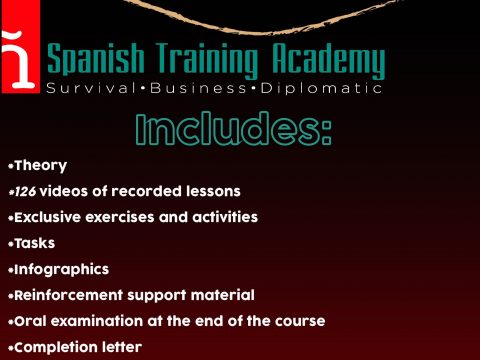 ñ
Spanish Training Academy
Survival•Business•Diplomatic
Includes:
•Theory
•126 videos of recorded lessons
•Exclusive exercises and activities
•Tasks
•Infographics
•Reinforcement support material
•Oral examination at the end of the course
•Completion letter